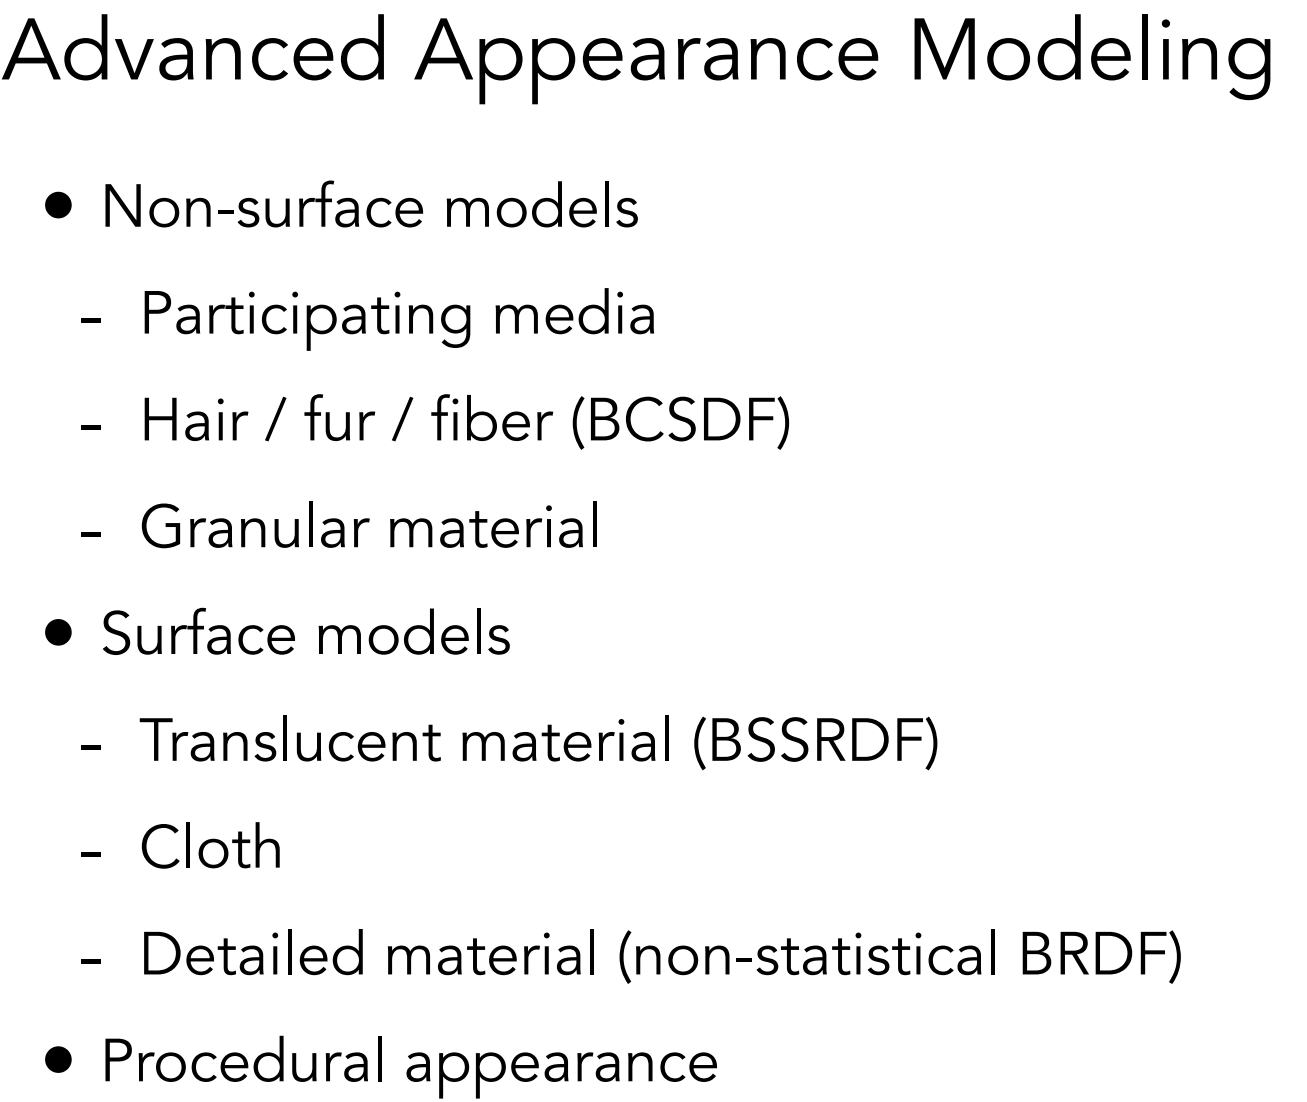 Advanced Appearance Modeling
• Non-surface models
- Participating media
- Hair / fur / fiber (BCSDF)
- Granular material
• Surface models
- Translucent material (BSSRDF)
- Cloth
- Detailed material (non-statistical BRDF)
• Procedural appearance